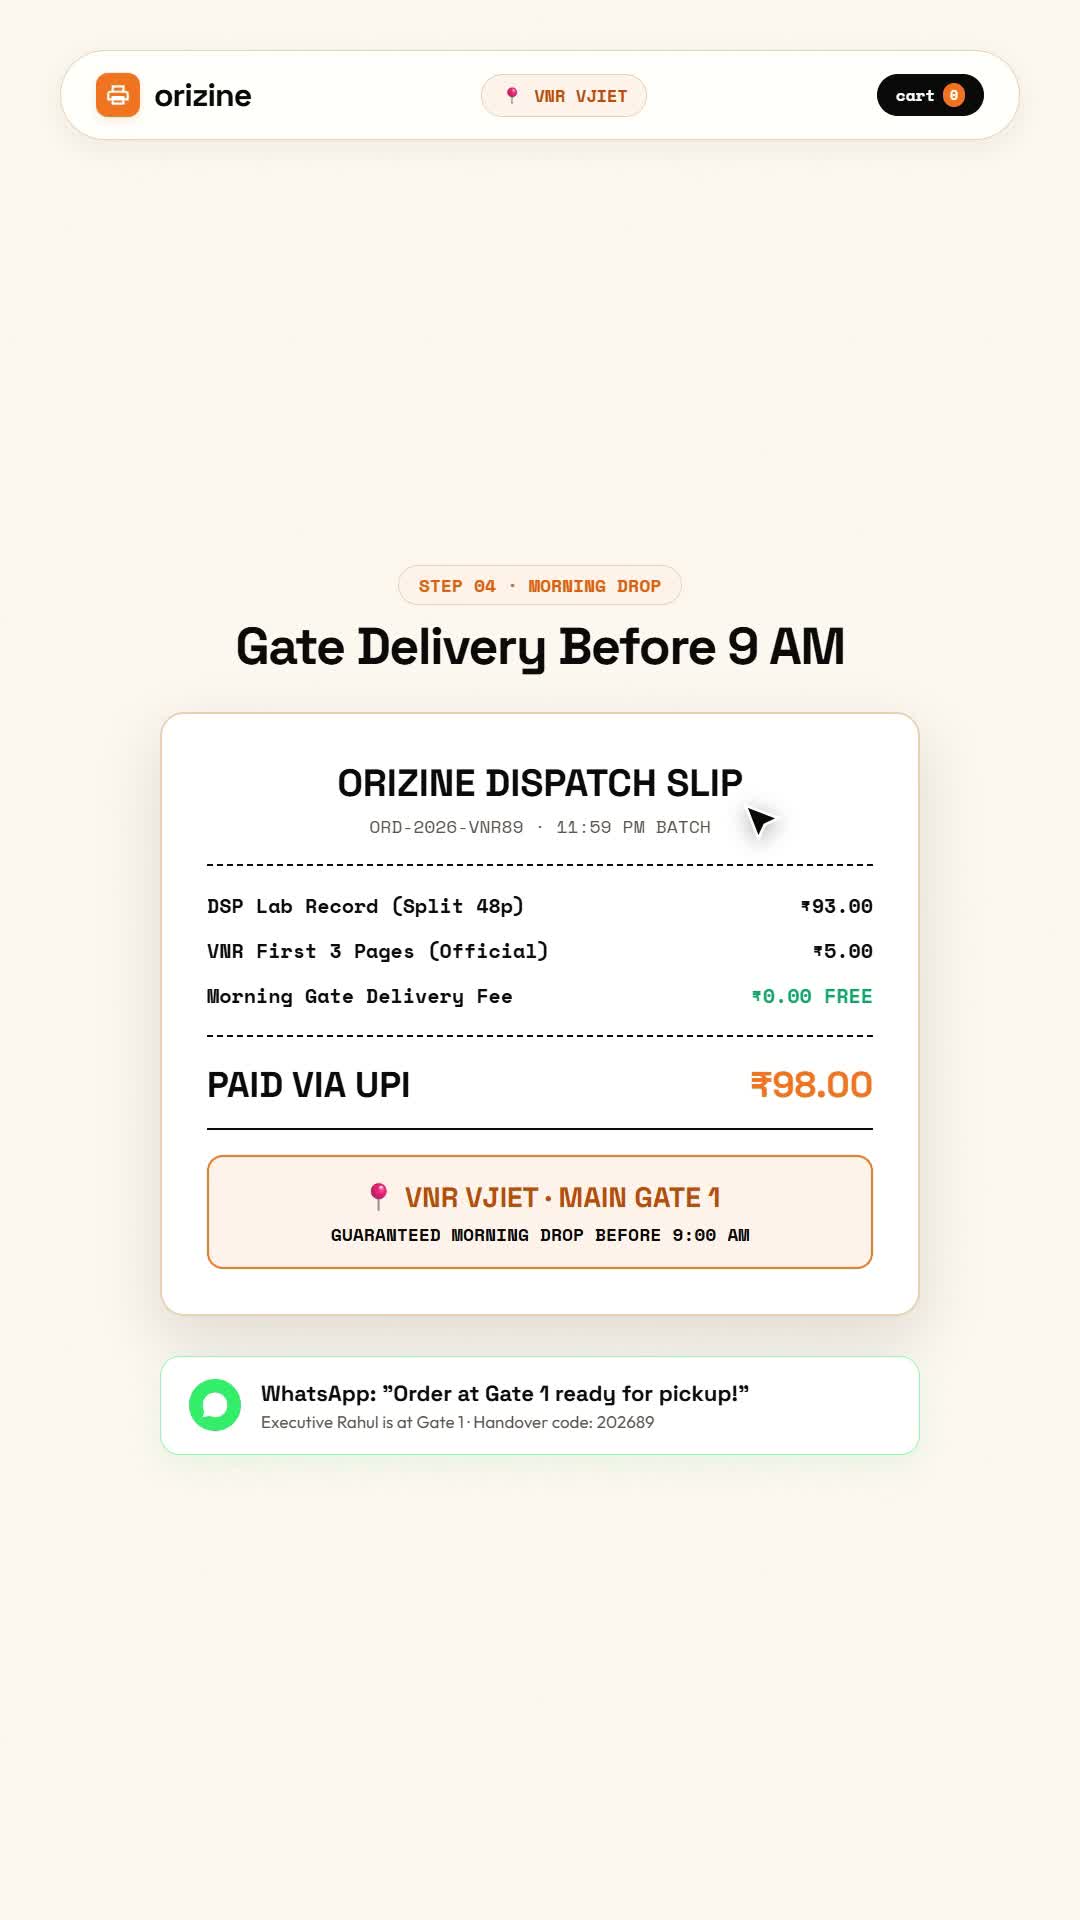 orizine
VNR VJIET
cart 0
STEP 04 · MORNING DROP
Gate Delivery Before 9 AM
ORIZINE DISPATCH SLIP
ORD-2026-VNR89 · 11:59 PM BATCH
DSP Lab Record (Split 48p) ₹93.00
VNR First 3 Pages (Official) ₹5.00
Morning Gate Delivery Fee ₹0.00 FREE
PAID VIA UPI ₹98.00
VNR VJIET · MAIN GATE 1
GUARANTEED MORNING DROP BEFORE 9:00 AM
WhatsApp: ”Order at Gate 1 ready for pickup!”
Executive Rahul is at Gate 1 · Handover code: 202689